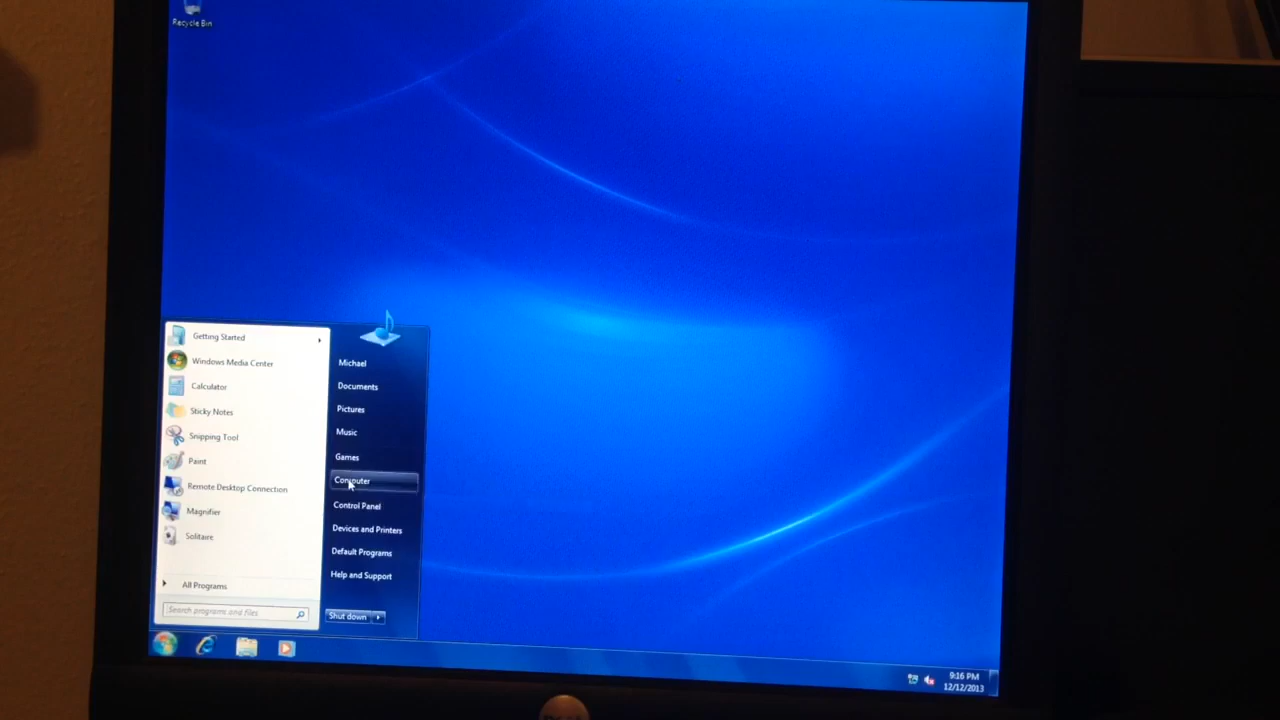 Recycle Bin
Getting Started
Windows Media Center
Calculator
Sticky Notes
Snipping Tool
Paint
Remote Desktop Connection
Magnifier
Solitaire
All Programs
Search programs and files
Michael
Documents
Pictures
Music
Games
Computer
Control Panel
Devices and Printers
Default Programs
Help and Support
Shut down
9:16 PM
12/12/2013